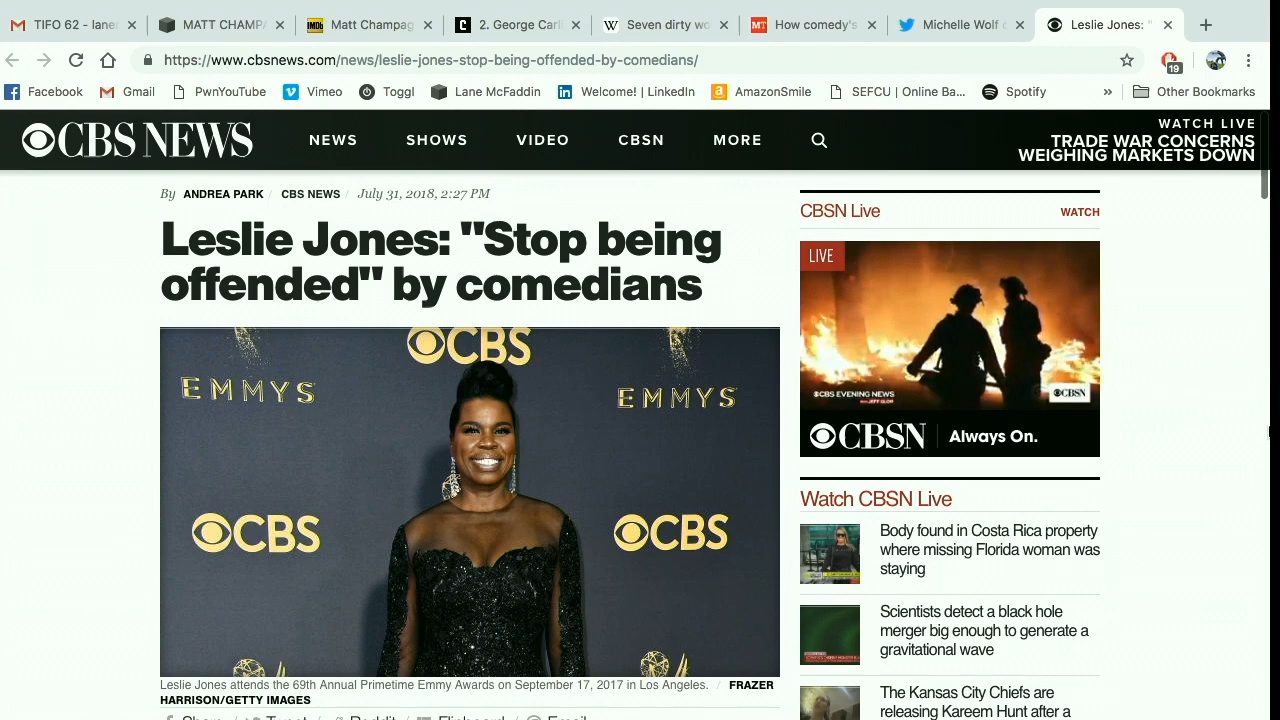 TIFO 62 - lane
MATT CHAMP
Matt Champag
2. George Carl
Seven dirty wo
How comedy's
Michelle Wolf
Leslie Jones: "
https://www.cbsnews.com/news/leslie-jones-stop-being-offended-by-comedians/
19
Facebook
Gmail
PwnYouTube
Vimeo
Toggl
Lane McFaddin
Welcome! | LinkedIn
AmazonSmile
SEFCU | Online Ba...
Spotify
»
Other Bookmarks
CBS NEWS
NEWS
SHOWS
VIDEO
CBSN
MORE
WATCH LIVE
TRADE WAR CONCERNS
WEIGHING MARKETS DOWN
By ANDREA PARK / CBS NEWS / July 31, 2018, 2:27 PM
Leslie Jones: "Stop being
offended" by comedians
CBS
EMMYS
EMMYS
CBS
CBS
Leslie Jones attends the 69th Annual Primetime Emmy Awards on September 17, 2017 in Los Angeles. / FRAZER
HARRISON/GETTY IMAGES
Share / Tweet / Reddit / Flipboard / Email
CBSN Live
WATCH
LIVE
CBS EVENING NEWS
CBSN
CBSN | Always On.
Watch CBSN Live
Body found in Costa Rica property
where missing Florida woman was
staying
Scientists detect a black hole
merger big enough to generate a
gravitational wave
The Kansas City Chiefs are
releasing Kareem Hunt after a